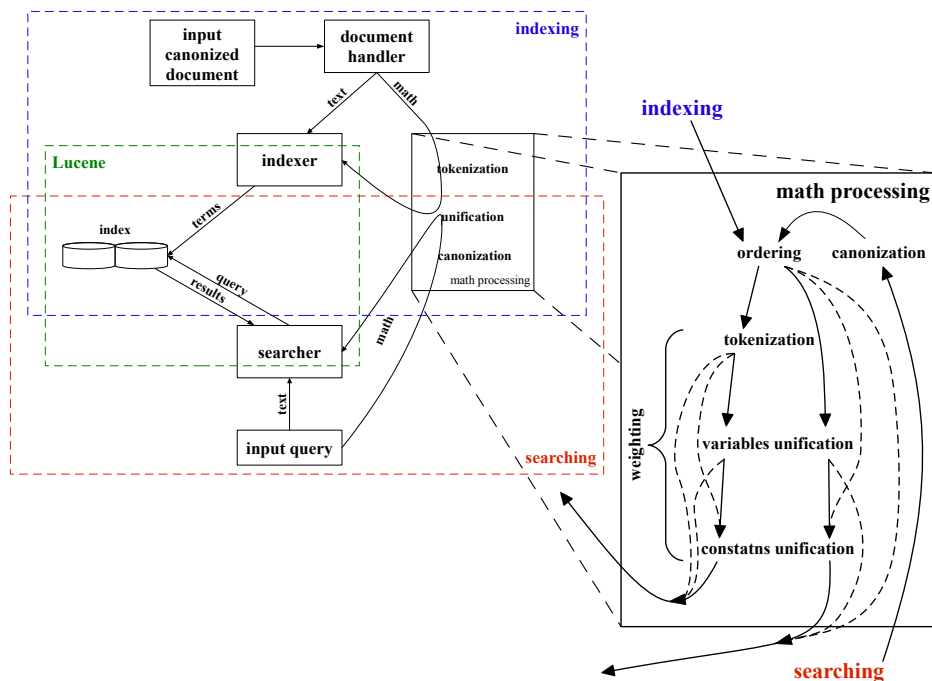 indexing
input
canonized
document
document
handler
text
math
indexer
Lucene
tokenization
unification
canonization
math processing
terms
index
query
results
searcher
math
text
input query
searching
indexing
math processing
ordering
canonization
tokenization
weighting
variables unification
constatns unification
searching